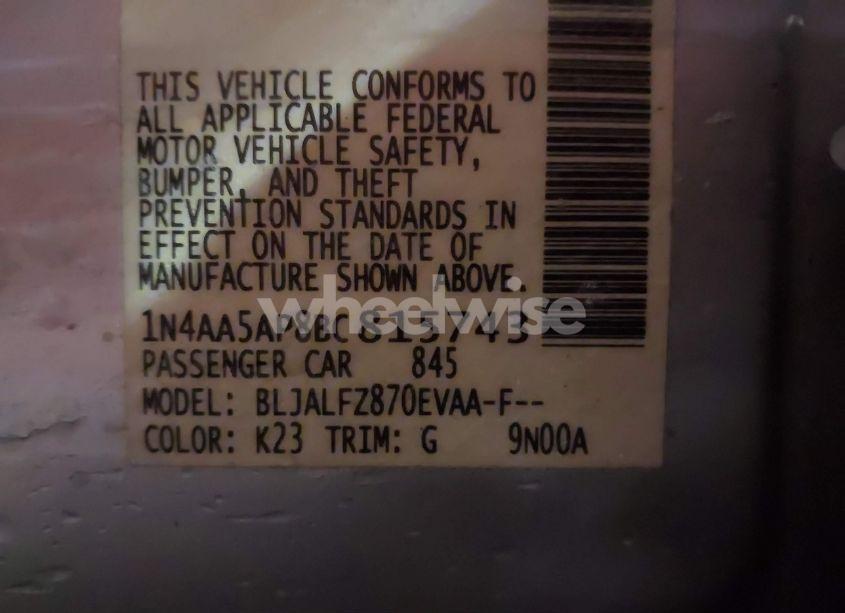 THIS VEHICLE CONFORMS TO
ALL APPLICABLE FEDERAL
MOTOR VEHICLE SAFETY,
BUMPER, AND THEFT
PREVENTION STANDARDS IN
EFFECT ON THE DATE OF
MANUFACTURE SHOWN ABOVE.
wheelwise
1N4AA5AP8BC815743
PASSENGER CAR 845
MODEL: BLJALFZ870EVAA-F--
COLOR: K23 TRIM: G 9N00A